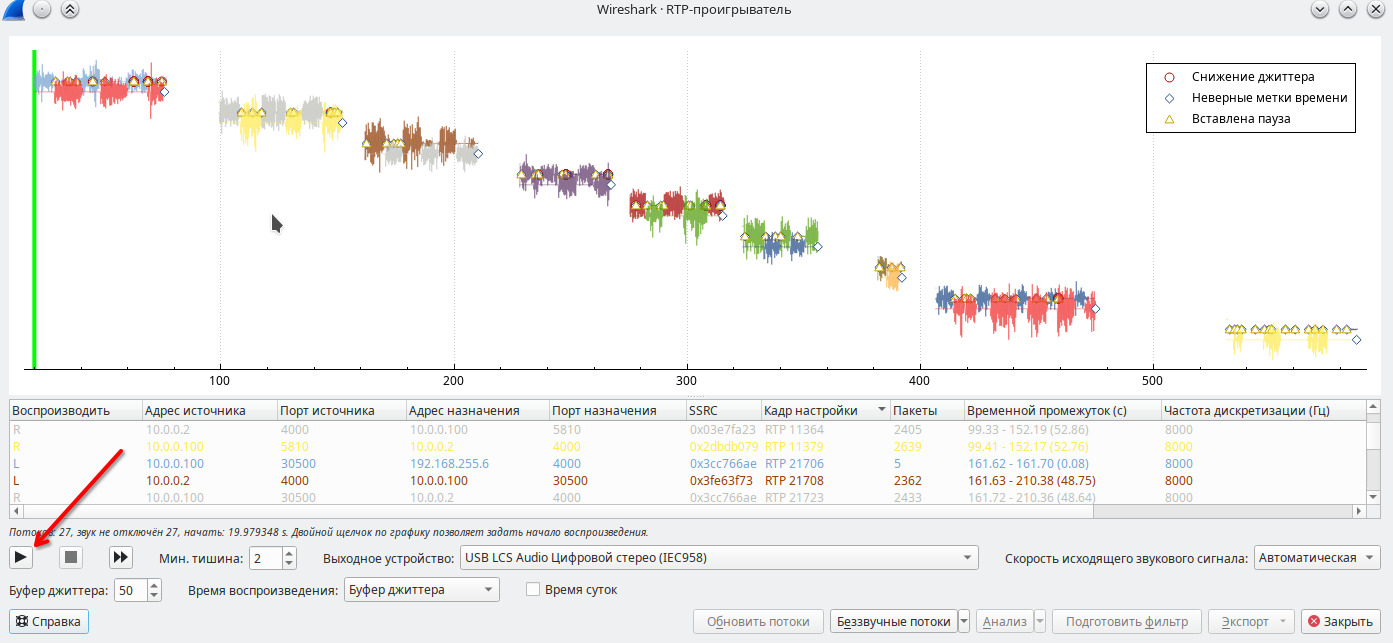 Wireshark · RTP-проигрыватель
Снижение джиттера
Неверные метки времени
Вставлена пауза
100 200 300 400 500
Воспроизводить Адрес источника Порт источника Адрес назначения Порт назначения SSRC Кадр настройки Пакеты Временной промежуток (с) Частота дискретизации (Гц)
R 10.0.0.2 4000 10.0.0.100 5810 0x03e7fa23 RTP 11364 2405 99.33 - 152.19 (52.86) 8000
R 10.0.0.100 5810 10.0.0.2 4000 0x2dbdb079 RTP 11379 2639 99.41 - 152.17 (52.76) 8000
L 10.0.0.100 30500 192.168.255.6 4000 0x3cc766ae RTP 21706 5 161.62 - 161.70 (0.08) 8000
L 10.0.0.2 4000 10.0.0.100 30500 0x3fe63f73 RTP 21708 2362 161.63 - 210.38 (48.75) 8000
R 10.0.0.100 30500 10.0.0.2 4000 0x3cc766ae RTP 21723 2433 161.72 - 210.36 (48.64) 8000
Потоков: 27, звук не отключён 27, начать: 19.979348 s. Двойной щелчок по графику позволяет задать начало воспроизведения.
Мин. тишина: 2 Выходное устройство: USB LCS Audio Цифровой стерео (IEC958) Скорость исходящего звукового сигнала: Автоматическая
Буфер джиттера: 50 Время воспроизведения: Буфер джиттера Время суток
Справка Обновить потоки Беззвучные потоки Анализ Подготовить фильтр Экспорт Закрыть